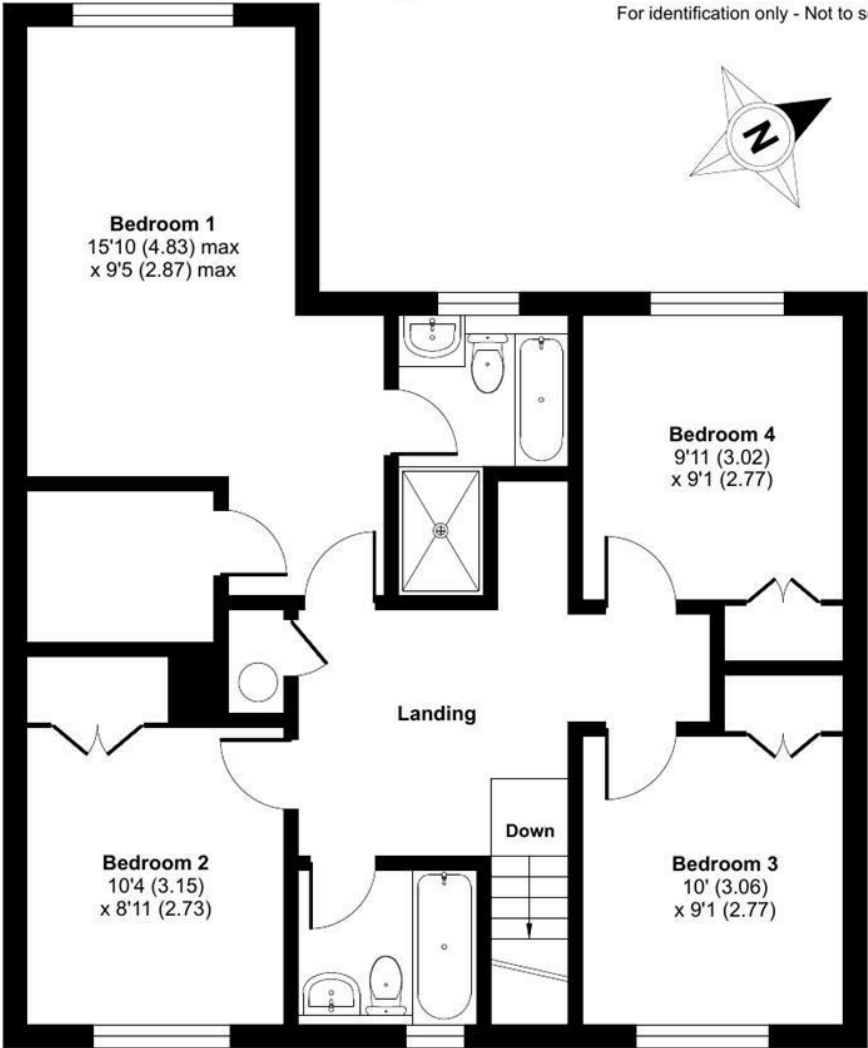 For identification only - Not to s
N
Bedroom 1
15'10 (4.83) max
x 9'5 (2.87) max
Bedroom 4
9'11 (3.02)
x 9'1 (2.77)
Landing
Down
Bedroom 2
10'4 (3.15)
x 8'11 (2.73)
Bedroom 3
10' (3.06)
x 9'1 (2.77)